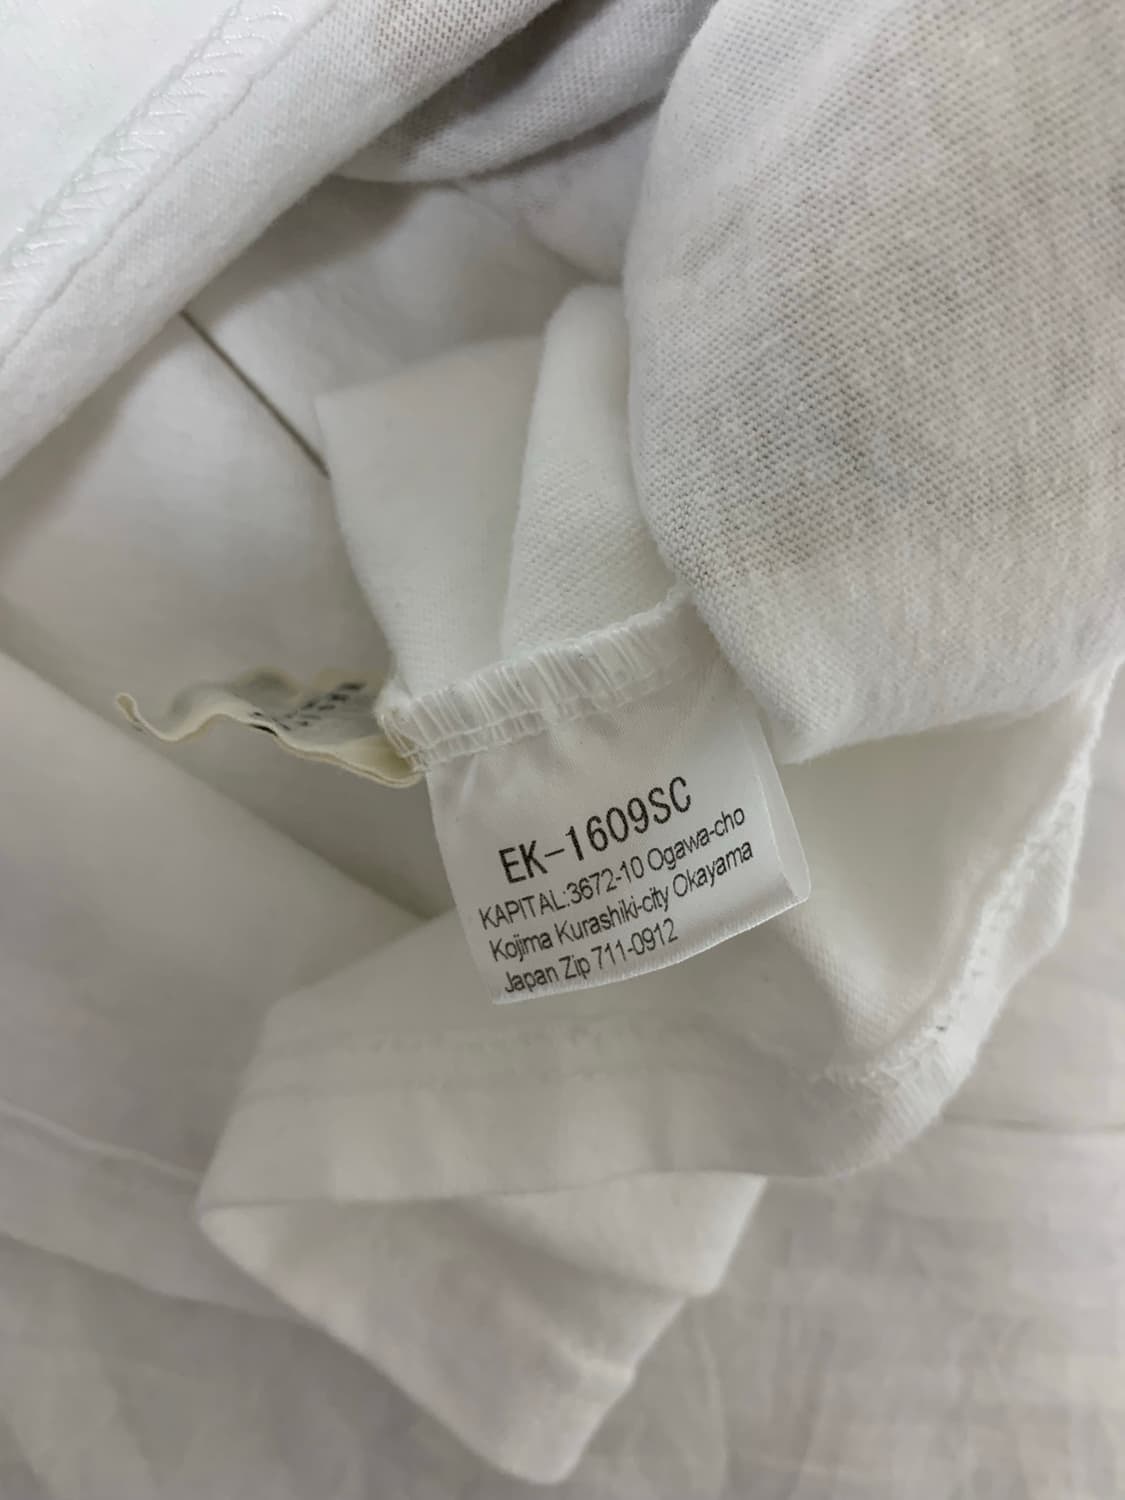 EK-1609SC
KAPITAL:3672-10 Ogawa-cho
Kojima Kurashiki-city Okayama
Japan Zip 711-0912